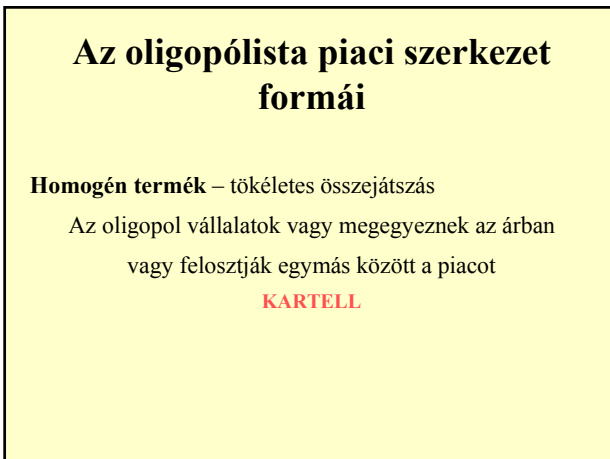 Az oligopólista piaci szerkezet
formái
Homogén termék – tökéletes összejátszás
Az oligopol vállalatok vagy megegyeznek az árban
vagy felosztják egymás között a piacot
KARTELL